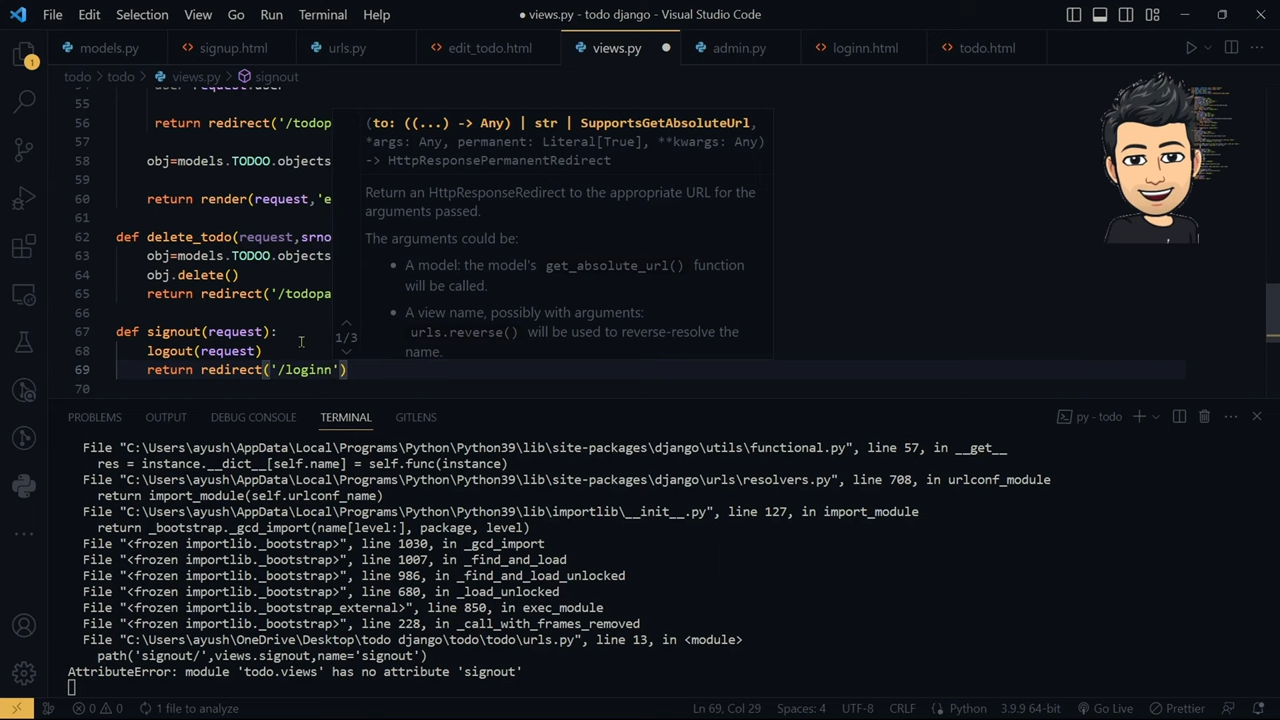 File Edit Selection View Go Run Terminal Help
● views.py - todo django - Visual Studio Code
models.py <> signup.html urls.py <> edit_todo.html views.py ● admin.py <> loginn.html <> todo.html
1
todo > todo > views.py > signout
55
56 return redirect('/todop
57
58 obj=models.TODOO.objects
59
60 return render(request,'e
61
62 def delete_todo(request,srno
63 obj=models.TODOO.objects
64 obj.delete()
65 return redirect('/todopa
66
67 def signout(request):
68 logout(request)
69 return redirect('/loginn')
70
(to: ((...) -> Any) | str | SupportsGetAbsoluteUrl,
*args: Any, permanent: Literal[True], **kwargs: Any)
-> HttpResponsePermanentRedirect
Return an HttpResponseRedirect to the appropriate URL for the
arguments passed.
The arguments could be:
• A model: the model's get_absolute_url() function
will be called.
• A view name, possibly with arguments:
urls.reverse() will be used to reverse-resolve the
name.
1/3
PROBLEMS OUTPUT DEBUG CONSOLE TERMINAL GITLENS
py - todo
File "C:\Users\ayush\AppData\Local\Programs\Python\Python39\lib\site-packages\django\utils\functional.py", line 57, in __get__
res = instance.__dict__[self.name] = self.func(instance)
File "C:\Users\ayush\AppData\Local\Programs\Python\Python39\lib\site-packages\django\urls\resolvers.py", line 708, in urlconf_module
return import_module(self.urlconf_name)
File "C:\Users\ayush\AppData\Local\Programs\Python\Python39\lib\importlib\__init__.py", line 127, in import_module
return _bootstrap._gcd_import(name[level:], package, level)
File "<frozen importlib._bootstrap>", line 1030, in _gcd_import
File "<frozen importlib._bootstrap>", line 1007, in _find_and_load
File "<frozen importlib._bootstrap>", line 986, in _find_and_load_unlocked
File "<frozen importlib._bootstrap>", line 680, in _load_unlocked
File "<frozen importlib._bootstrap_external>", line 850, in exec_module
File "<frozen importlib._bootstrap>", line 228, in _call_with_frames_removed
File "C:\Users\ayush\OneDrive\Desktop\todo django\todo\todo\urls.py", line 13, in <module>
path('signout/',views.signout,name='signout')
AttributeError: module 'todo.views' has no attribute 'signout'
0 0 1 file to analyze
Ln 69, Col 29 Spaces: 4 UTF-8 CRLF Python 3.9.9 64-bit Go Live Prettier